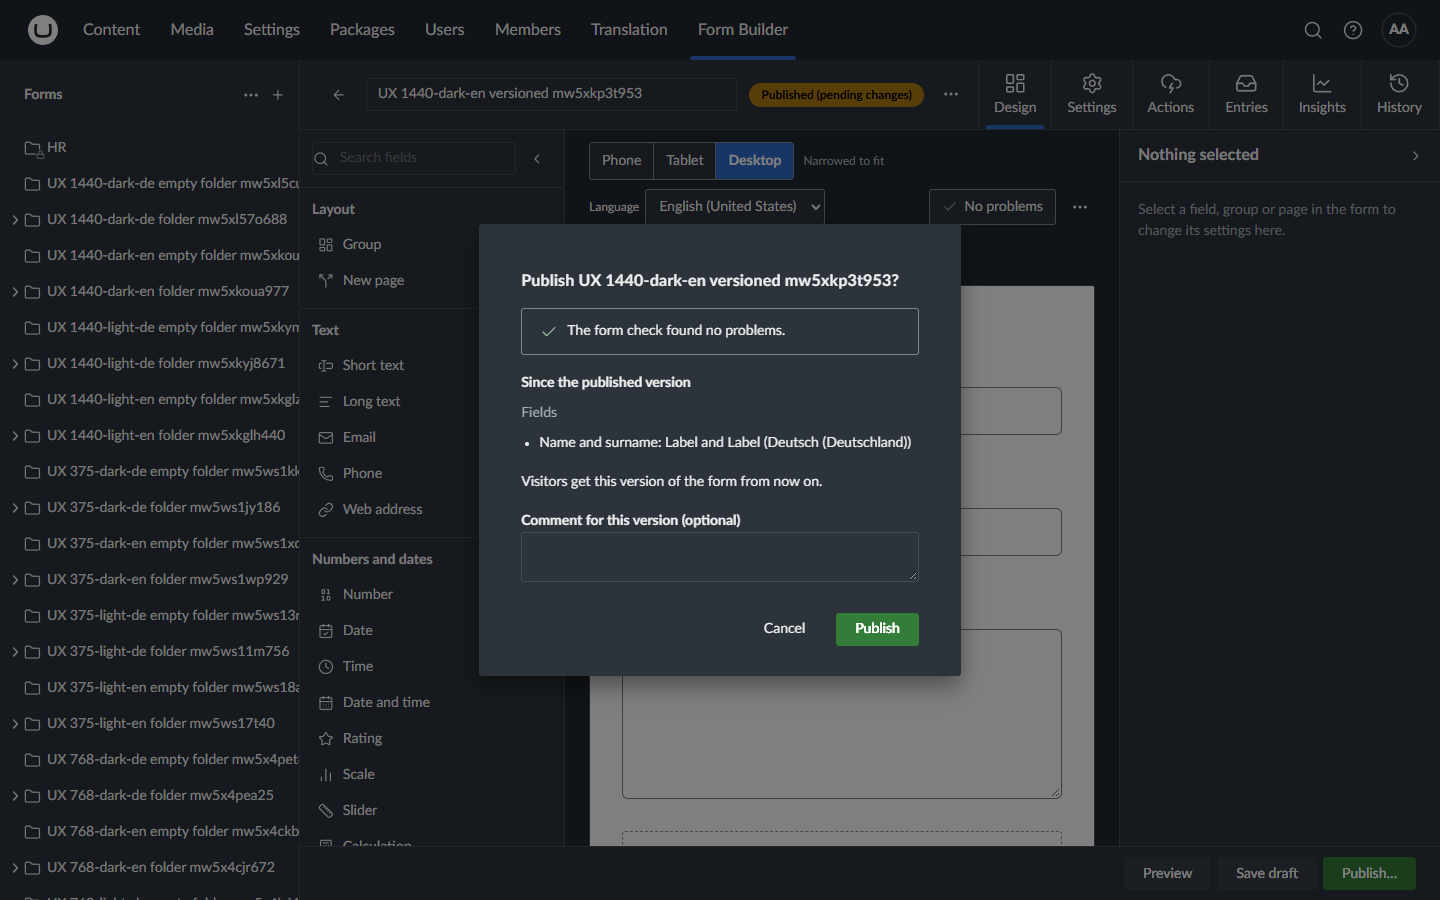 Content
Media
Settings
Packages
Users
Members
Translation
Form Builder
AA
Forms
HR
UX 1440-dark-de empty folder
UX 1440-dark-de folder mw5xl57o688
UX 1440-dark-en empty folder
UX 1440-dark-en folder mw5xkoua977
UX 1440-light-de empty folder
UX 1440-light-de folder mw5xkyj8671
UX 1440-light-en empty folder
UX 1440-light-en folder mw5xkglh440
UX 375-dark-de empty folder
UX 375-dark-de folder mw5ws1jy186
UX 375-dark-en empty folder
UX 375-dark-en folder mw5ws1wp929
UX 375-light-de empty folder
UX 375-light-de folder mw5ws11m756
UX 375-light-en empty folder
UX 375-light-en folder mw5ws17t40
UX 768-dark-de empty folder
UX 768-dark-de folder mw5x4pea25
UX 768-dark-en empty folder
UX 768-dark-en folder mw5x4cjr672
UX 1440-dark-en versioned mw5xkp3t953
Published (pending changes)
Design
Settings
Actions
Entries
Insights
History
Search fields
Layout
Group
New page
Text
Short text
Long text
Email
Phone
Web address
Numbers and dates
Number
Date
Time
Date and time
Rating
Scale
Slider
Calculation
Phone
Tablet
Desktop
Narrowed to fit
Language
English (United States)
No problems
Publish UX 1440-dark-en versioned mw5xkp3t953?
The form check found no problems.
Since the published version
Fields
Name and surname: Label and Label (Deutsch (Deutschland))
Visitors get this version of the form from now on.
Comment for this version (optional)
Cancel
Publish
Nothing selected
Select a field, group or page in the form to
change its settings here.
Preview
Save draft
Publish...